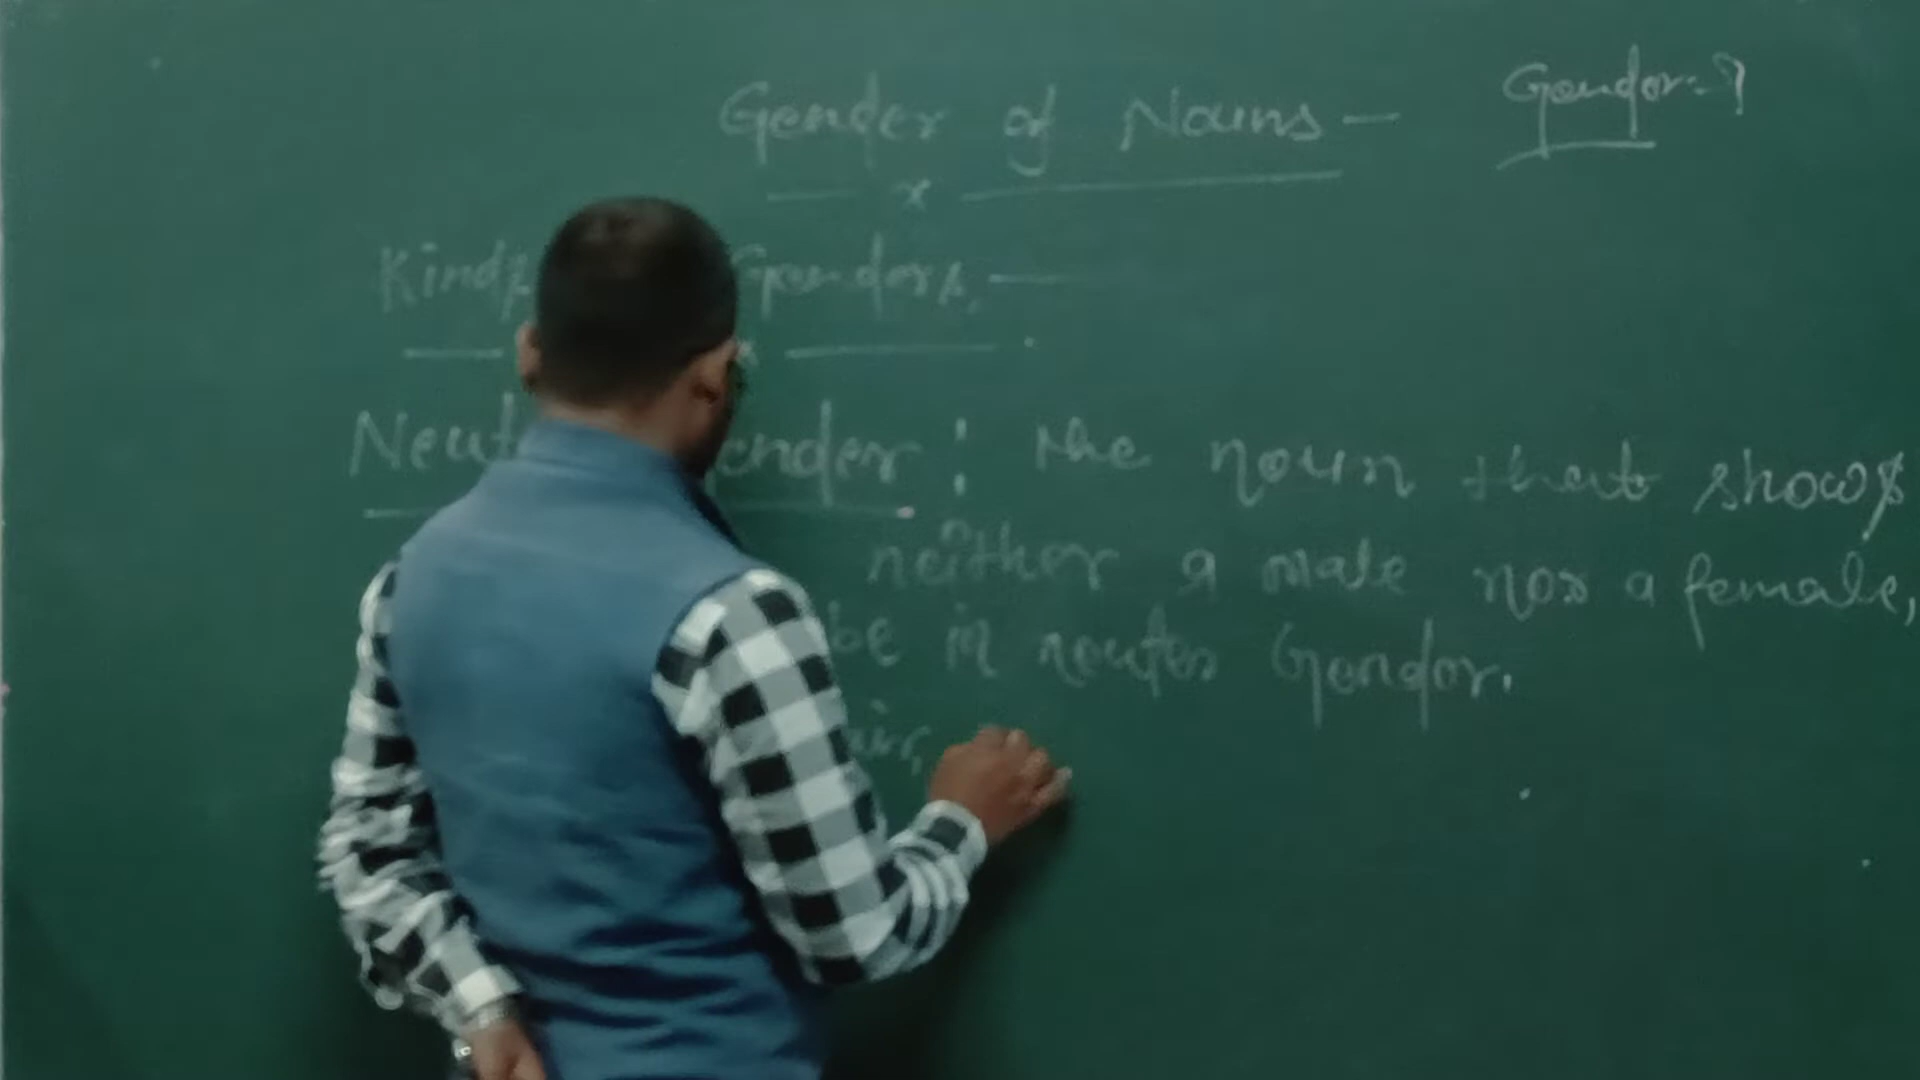 Gender of Nouns —
Gender-?
Kinds Genders. —
Neut ender : The noun that shows
neither a male nor a female,
be in neuter Gender.
air,